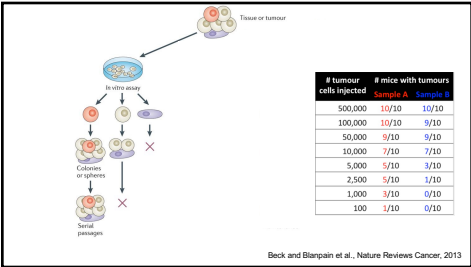 Tissue or tumour
In vitro assay
Colonies
or spheres
Serial
passages
# tumour
cells injected
# mice with tumours
Sample A Sample B
500,000 10/10 10/10
100,000 10/10 9/10
50,000 9/10 9/10
10,000 7/10 7/10
5,000 5/10 3/10
2,500 5/10 1/10
1,000 3/10 0/10
100 1/10 0/10
Beck and Blanpain et al., Nature Reviews Cancer, 2013